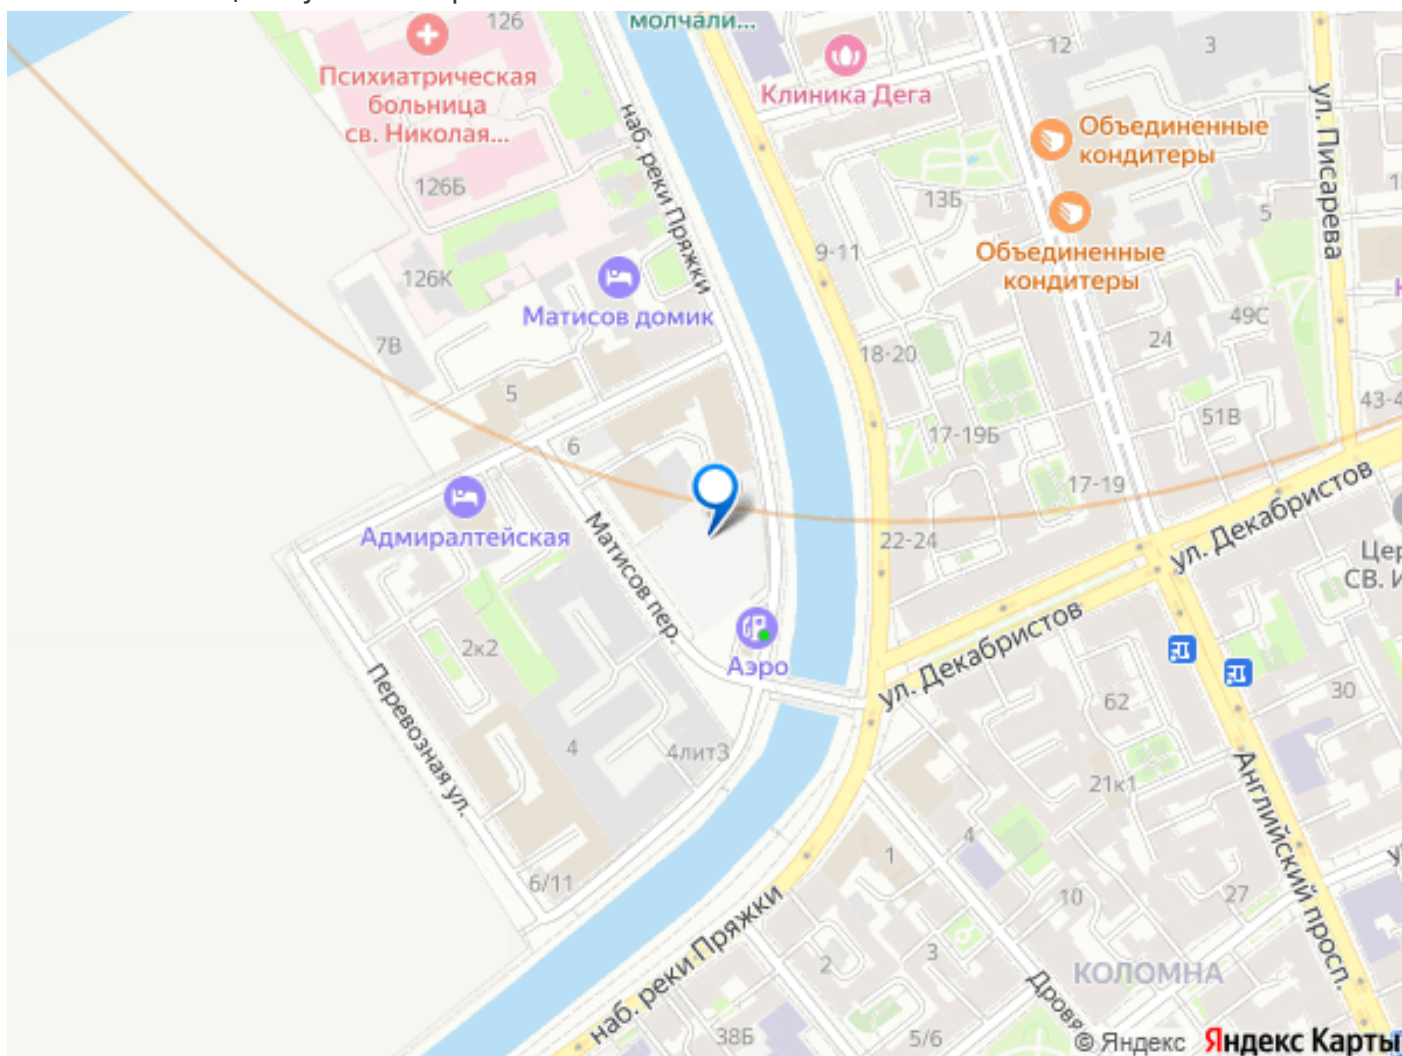 126
молчали...
Психиатрическая
больница
св. Николая...
126Б
126К
7В
наб. реки Пряжки
Клиника Дега
12
3
ул. Писарева
Объединенные
кондитеры
13Б
5
9-11
Объединенные
кондитеры
Матисов домик
18-20
24
49С
5
43-4
51В
6
17-19Б
17-19
Адмиралтейская
Матисов пер.
22-24
ул. Декабристов
Цер
СВ. И
Аэро
ул. Декабристов
2к2
Перевозная ул.
4
4литЗ
62
30
21к1
Английский просп.
4
1
6/11
10
27
наб. реки Пряжки
2
3
КОЛОМНА
Дровя
38Б
5/6
© Яндекс Яндекс Карты